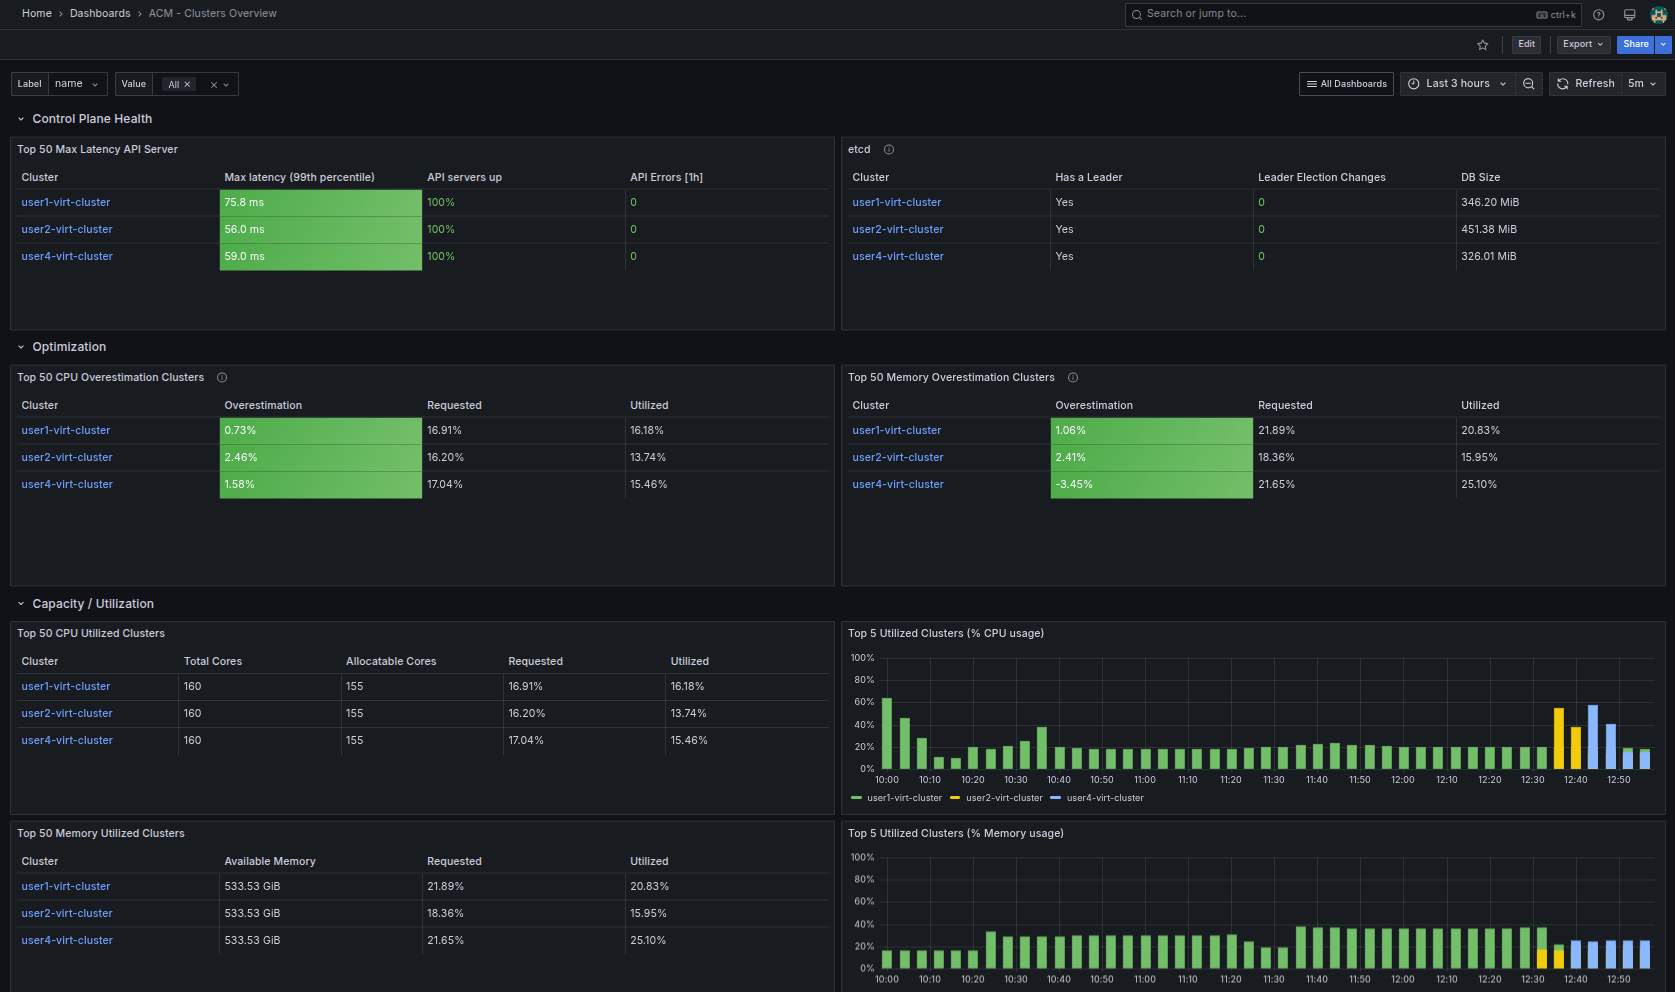 Home › Dashboards › ACM - Clusters Overview
Search or jump to... ctrl+k
Edit Export Share
Label name Value All × ×
All Dashboards Last 3 hours Refresh 5m
Control Plane Health
Top 50 Max Latency API Server
Cluster Max latency (99th percentile) API servers up API Errors [1h]
user1-virt-cluster 75.8 ms 100% 0
user2-virt-cluster 56.0 ms 100% 0
user4-virt-cluster 59.0 ms 100% 0
etcd
Cluster Has a Leader Leader Election Changes DB Size
user1-virt-cluster Yes 0 346.20 MiB
user2-virt-cluster Yes 0 451.38 MiB
user4-virt-cluster Yes 0 326.01 MiB
Optimization
Top 50 CPU Overestimation Clusters
Cluster Overestimation Requested Utilized
user1-virt-cluster 0.73% 16.91% 16.18%
user2-virt-cluster 2.46% 16.20% 13.74%
user4-virt-cluster 1.58% 17.04% 15.46%
Top 50 Memory Overestimation Clusters
Cluster Overestimation Requested Utilized
user1-virt-cluster 1.06% 21.89% 20.83%
user2-virt-cluster 2.41% 18.36% 15.95%
user4-virt-cluster -3.45% 21.65% 25.10%
Capacity / Utilization
Top 50 CPU Utilized Clusters
Cluster Total Cores Allocatable Cores Requested Utilized
user1-virt-cluster 160 155 16.91% 16.18%
user2-virt-cluster 160 155 16.20% 13.74%
user4-virt-cluster 160 155 17.04% 15.46%
Top 5 Utilized Clusters (% CPU usage)
100%
80%
60%
40%
20%
0%
10:00 10:10 10:20 10:30 10:40 10:50 11:00 11:10 11:20 11:30 11:40 11:50 12:00 12:10 12:20 12:30 12:40 12:50
user1-virt-cluster user2-virt-cluster user4-virt-cluster
Top 50 Memory Utilized Clusters
Cluster Available Memory Requested Utilized
user1-virt-cluster 533.53 GiB 21.89% 20.83%
user2-virt-cluster 533.53 GiB 18.36% 15.95%
user4-virt-cluster 533.53 GiB 21.65% 25.10%
Top 5 Utilized Clusters (% Memory usage)
100%
80%
60%
40%
20%
0%
10:00 10:10 10:20 10:30 10:40 10:50 11:00 11:10 11:20 11:30 11:40 11:50 12:00 12:10 12:20 12:30 12:40 12:50